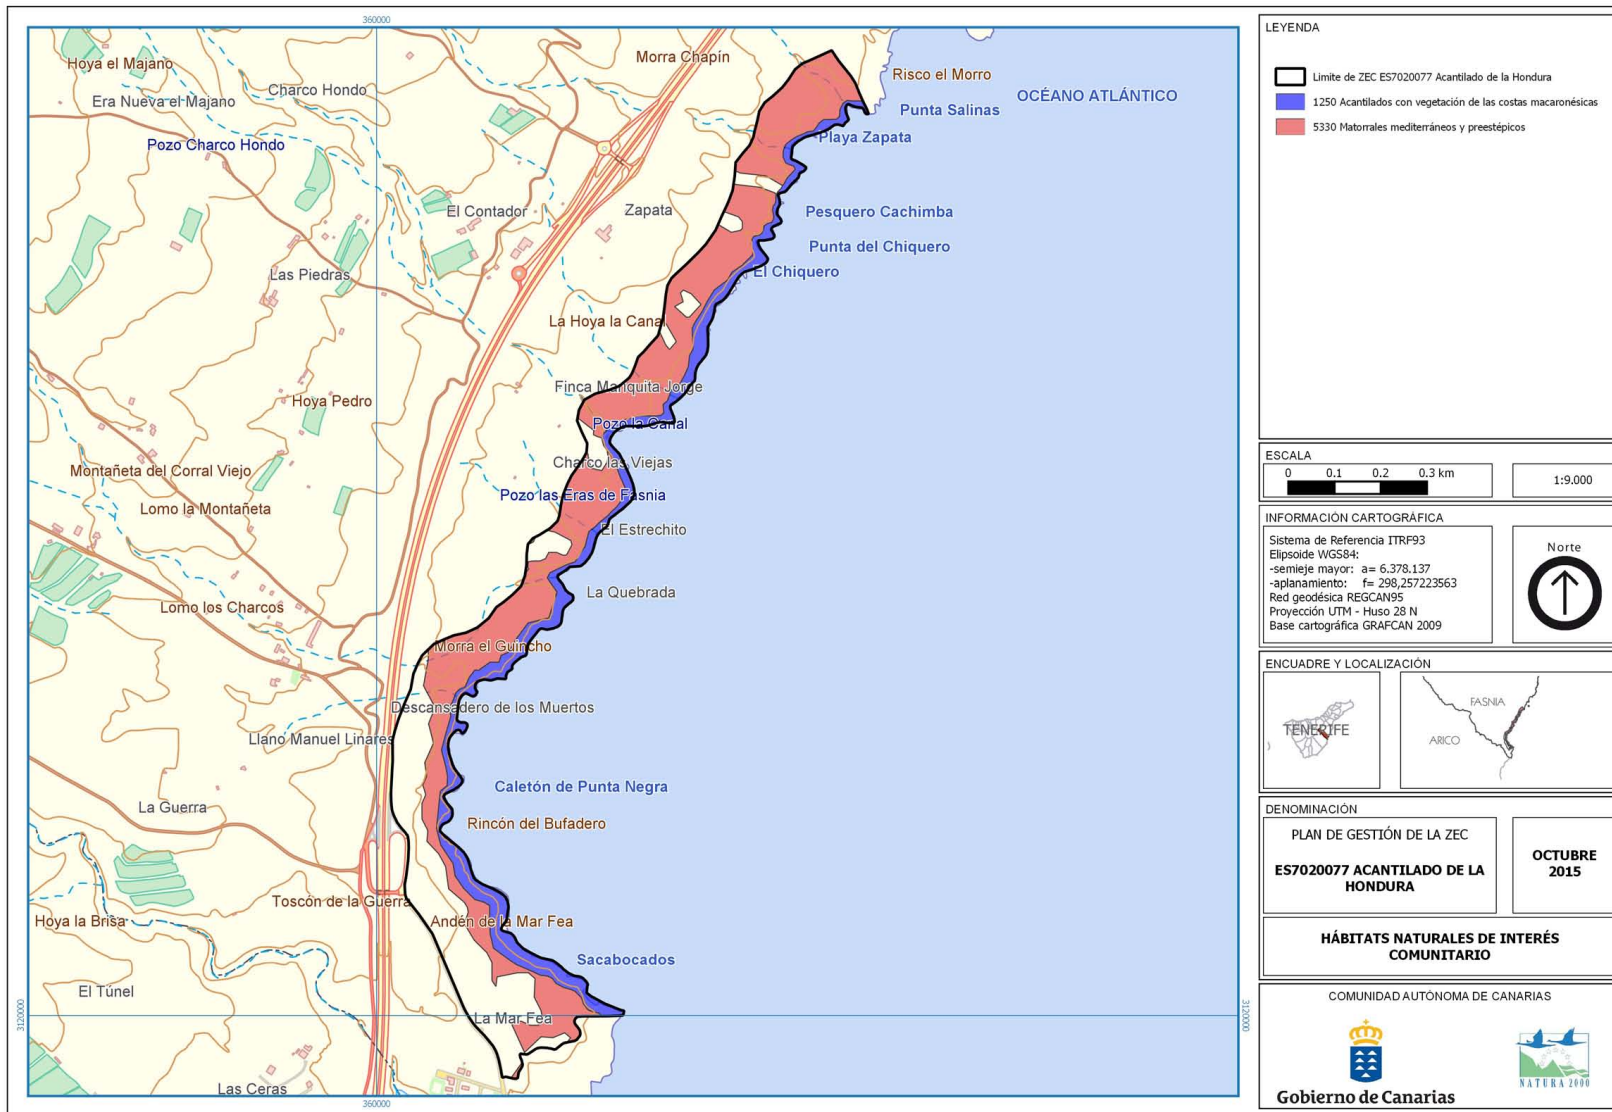 360000
Hoya el Majano
Morra Chapín
Risco el Morro
Era Nueva el Majano
Charco Hondo
OCÉANO ATLÁNTICO
Punta Salinas
Pozo Charco Hondo
Playa Zapata
El Contador
Zapata
Pesquero Cachimba
Punta del Chiquero
Las Piedras
El Chiquero
La Hoya la Canal
Finca Mariquita Jorge
Hoya Pedro
Pozo la Canal
Montañeta del Corral Viejo
Charco las Viejas
Pozo las Eras de Fasnia
Lomo la Montañeta
El Estrechito
La Quebrada
Lomo los Charcos
Morra el Guincho
Descansadero de los Muertos
Llano Manuel Linares
Caletón de Punta Negra
La Guerra
Rincón del Bufadero
Toscón de la Guerra
Hoya la Brisa
Andén de la Mar Fea
Sacabocados
El Túnel
La Mar Fea
3120000
3120000
Las Ceras
360000
LEYENDA
Limite de ZEC ES7020077 Acantilado de la Hondura
1250 Acantilados con vegetación de las costas macaronésicas
5330 Matorrales mediterráneos y preestépicos
ESCALA
0 0.1 0.2 0.3 km
1:9.000
INFORMACIÓN CARTOGRÁFICA
Sistema de Referencia ITRF93
Elipsoide WGS84:
-semieje mayor: a= 6.378.137
-aplanamiento: f= 298,257223563
Red geodésica REGCAN95
Proyección UTM - Huso 28 N
Base cartográfica GRAFCAN 2009
Norte
ENCUADRE Y LOCALIZACIÓN
TENERIFE
FASNIA
ARICO
DENOMINACIÓN
PLAN DE GESTIÓN DE LA ZEC
ES7020077 ACANTILADO DE LA
HONDURA
OCTUBRE
2015
HÁBITATS NATURALES DE INTERÉS
COMUNITARIO
COMUNIDAD AUTÓNOMA DE CANARIAS
Gobierno de Canarias
NATURA 2000